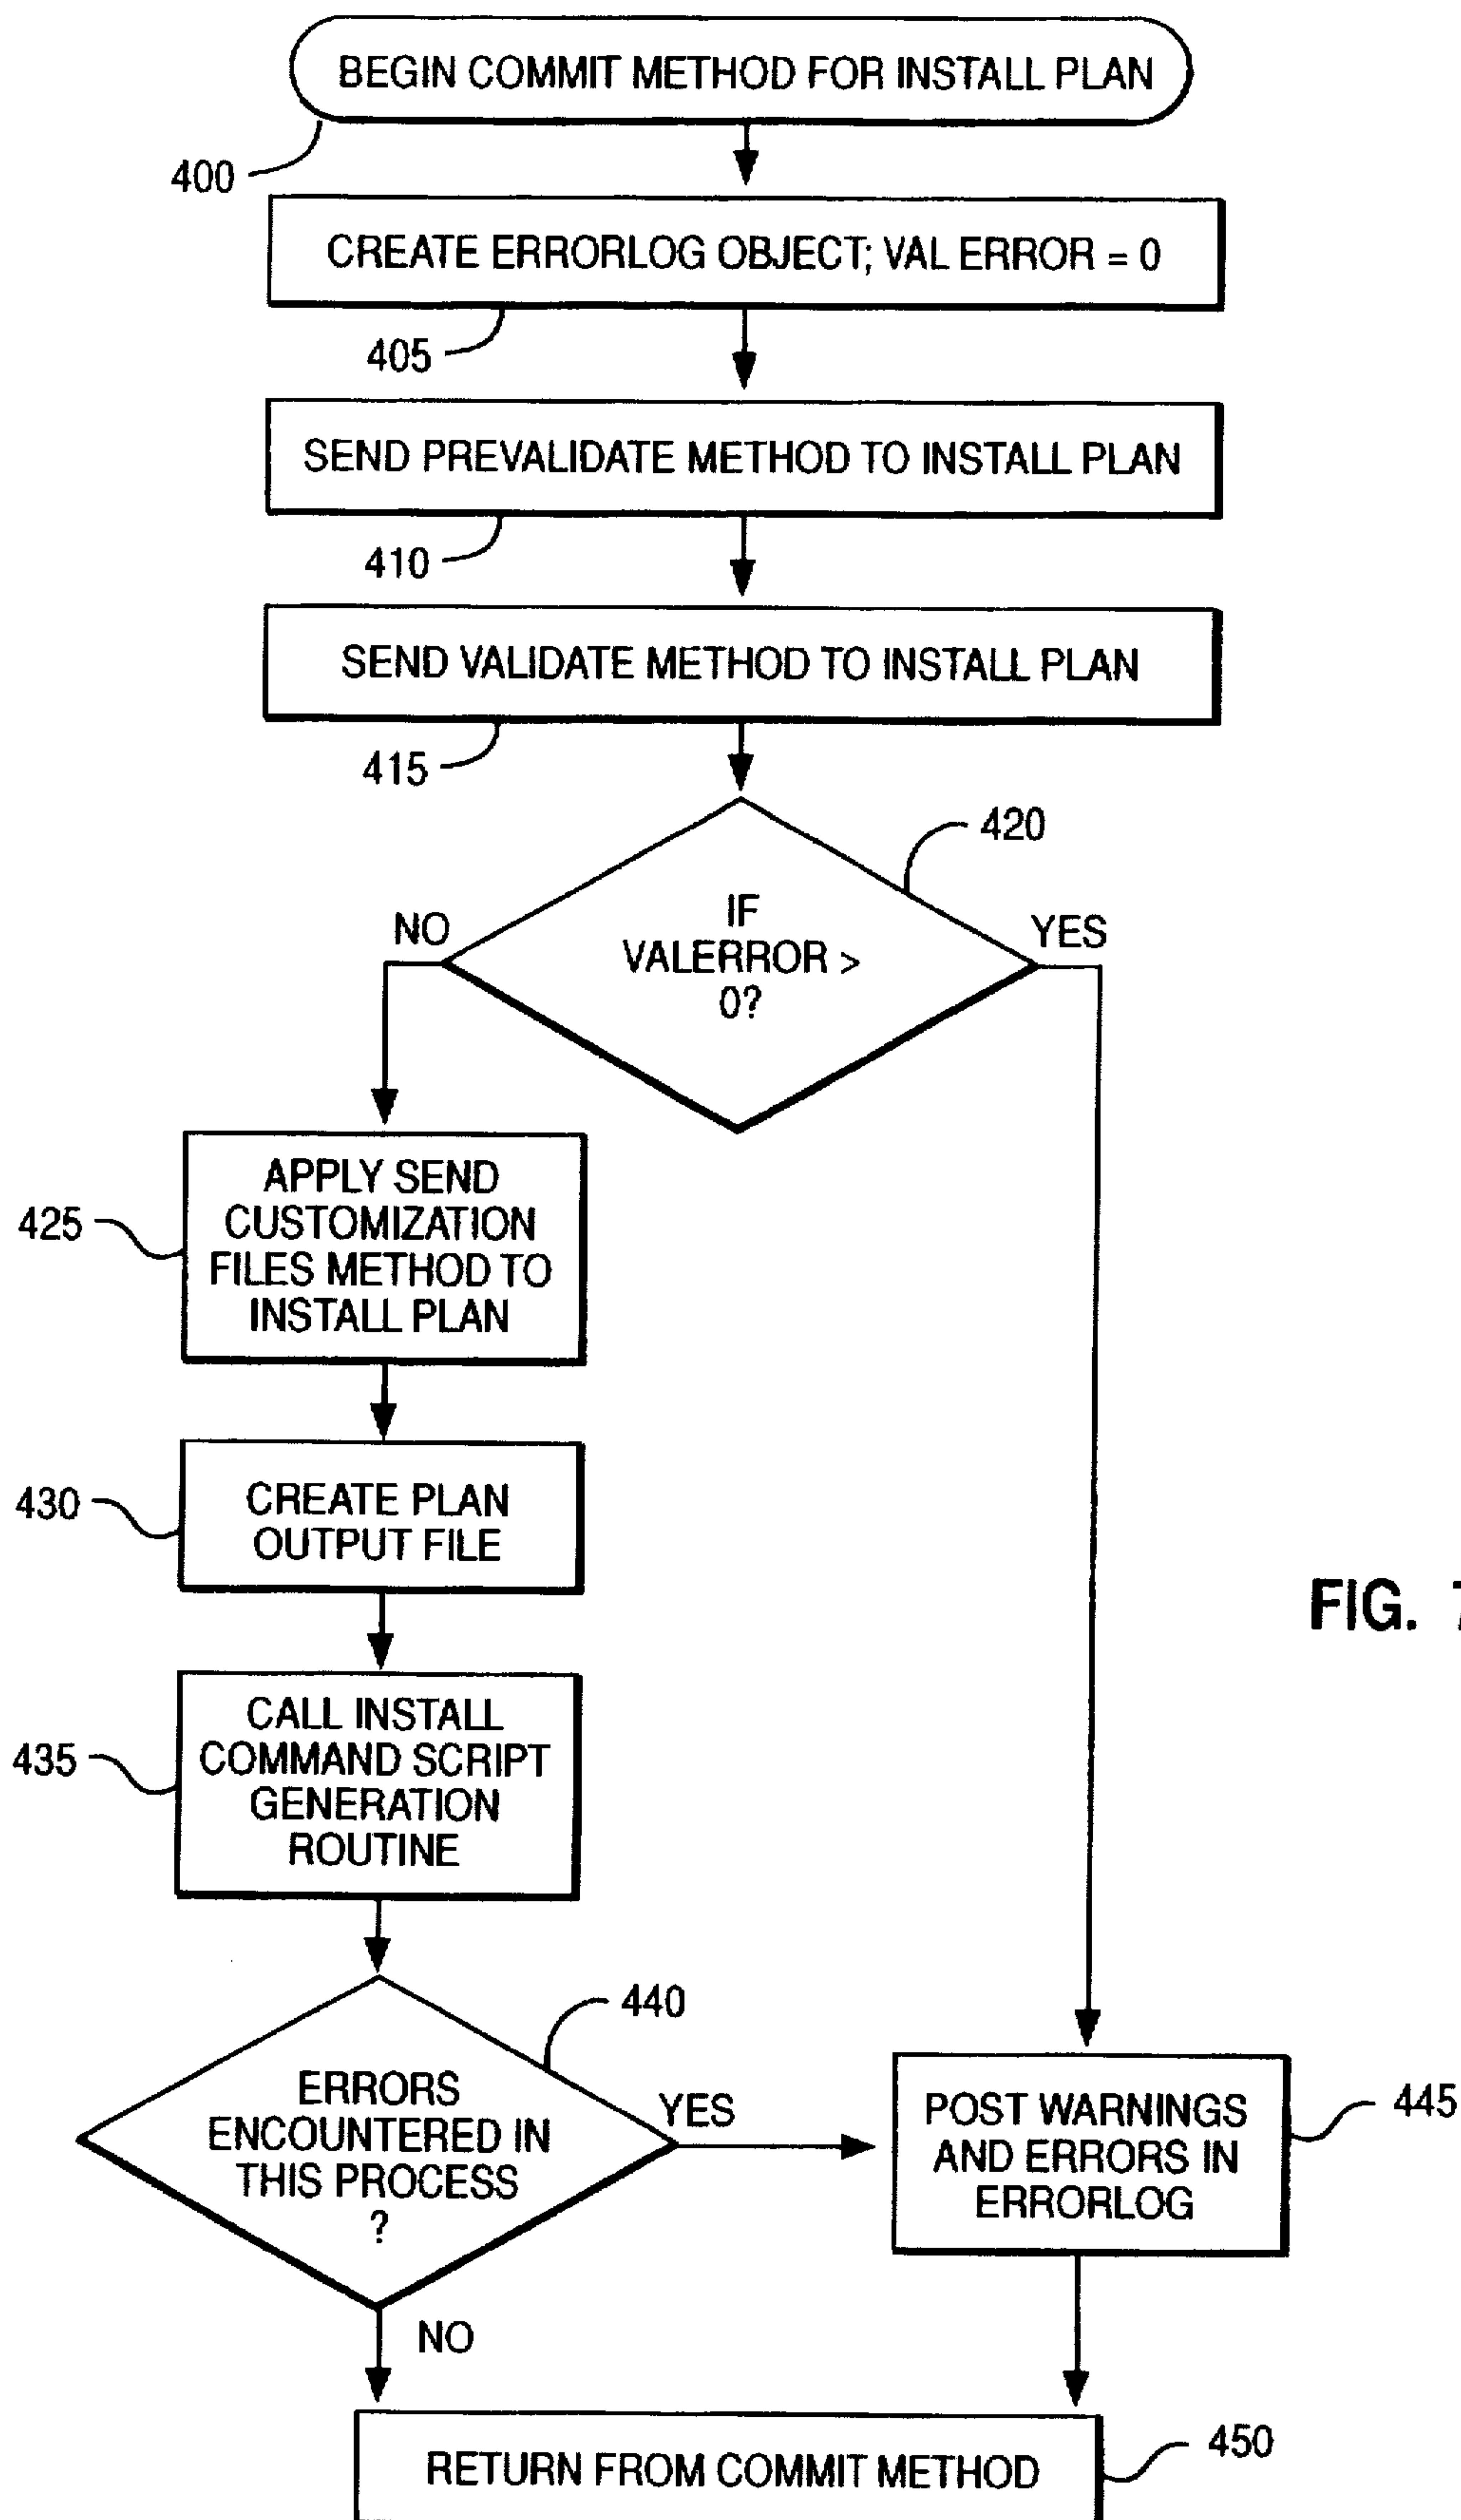 BEGIN COMMIT METHOD FOR INSTALL PLAN
400
CREATE ERRORLOG OBJECT; VAL ERROR = 0
405
SEND PREVALIDATE METHOD TO INSTALL PLAN
410
SEND VALIDATE METHOD TO INSTALL PLAN
415
420
IF
VALERROR >
0?
NO
YES
APPLY SEND
CUSTOMIZATION
FILES METHOD TO
INSTALL PLAN
425
CREATE PLAN
OUTPUT FILE
430
FIG. 7
CALL INSTALL
COMMAND SCRIPT
GENERATION
ROUTINE
435
440
ERRORS
ENCOUNTERED IN
THIS PROCESS
?
YES
NO
POST WARNINGS
AND ERRORS IN
ERRORLOG
445
RETURN FROM COMMIT METHOD
450